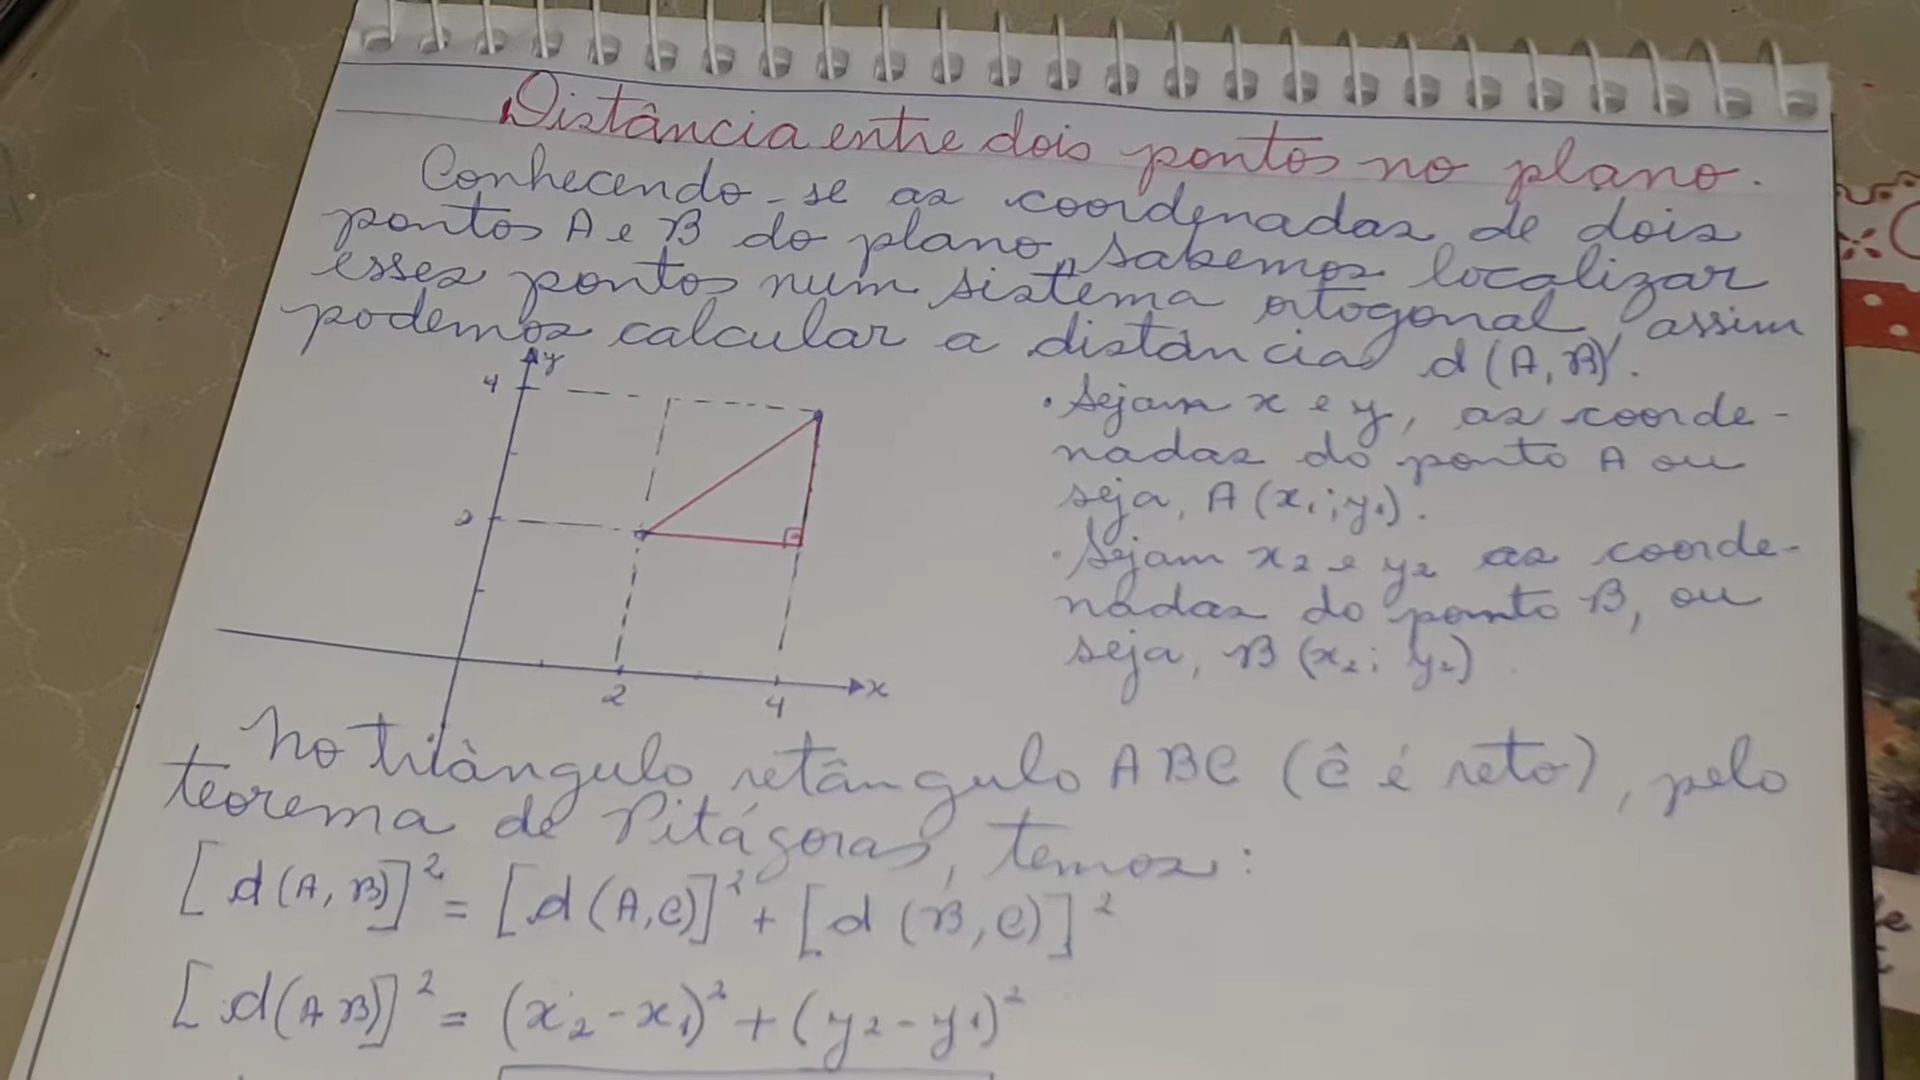 Distância entre dois pontos no plano.
Conhecendo-se as coordenadas de dois
pontos A e B do plano, sabemos localizar
esses pontos num sistema ortogonal, assim
podemos calcular a distância d(A,B).
y
4
2
2
4
x
• Sejam x e y, as coorde-
nadas do ponto A ou
seja, A (x₁; y₁).
• Sejam x₂ e y₂ as coorde-
nadas do ponto B, ou
seja, B (x₂; y₂)
No triângulo retângulo ABC (ĉ é reto), pelo
teorema de Pitágoras, temos:
[d(A,B)]² = [d(A,C)]² + [d(B,C)]²
[d(AB)]² = (x₂-x₁)² + (y₂-y₁)²